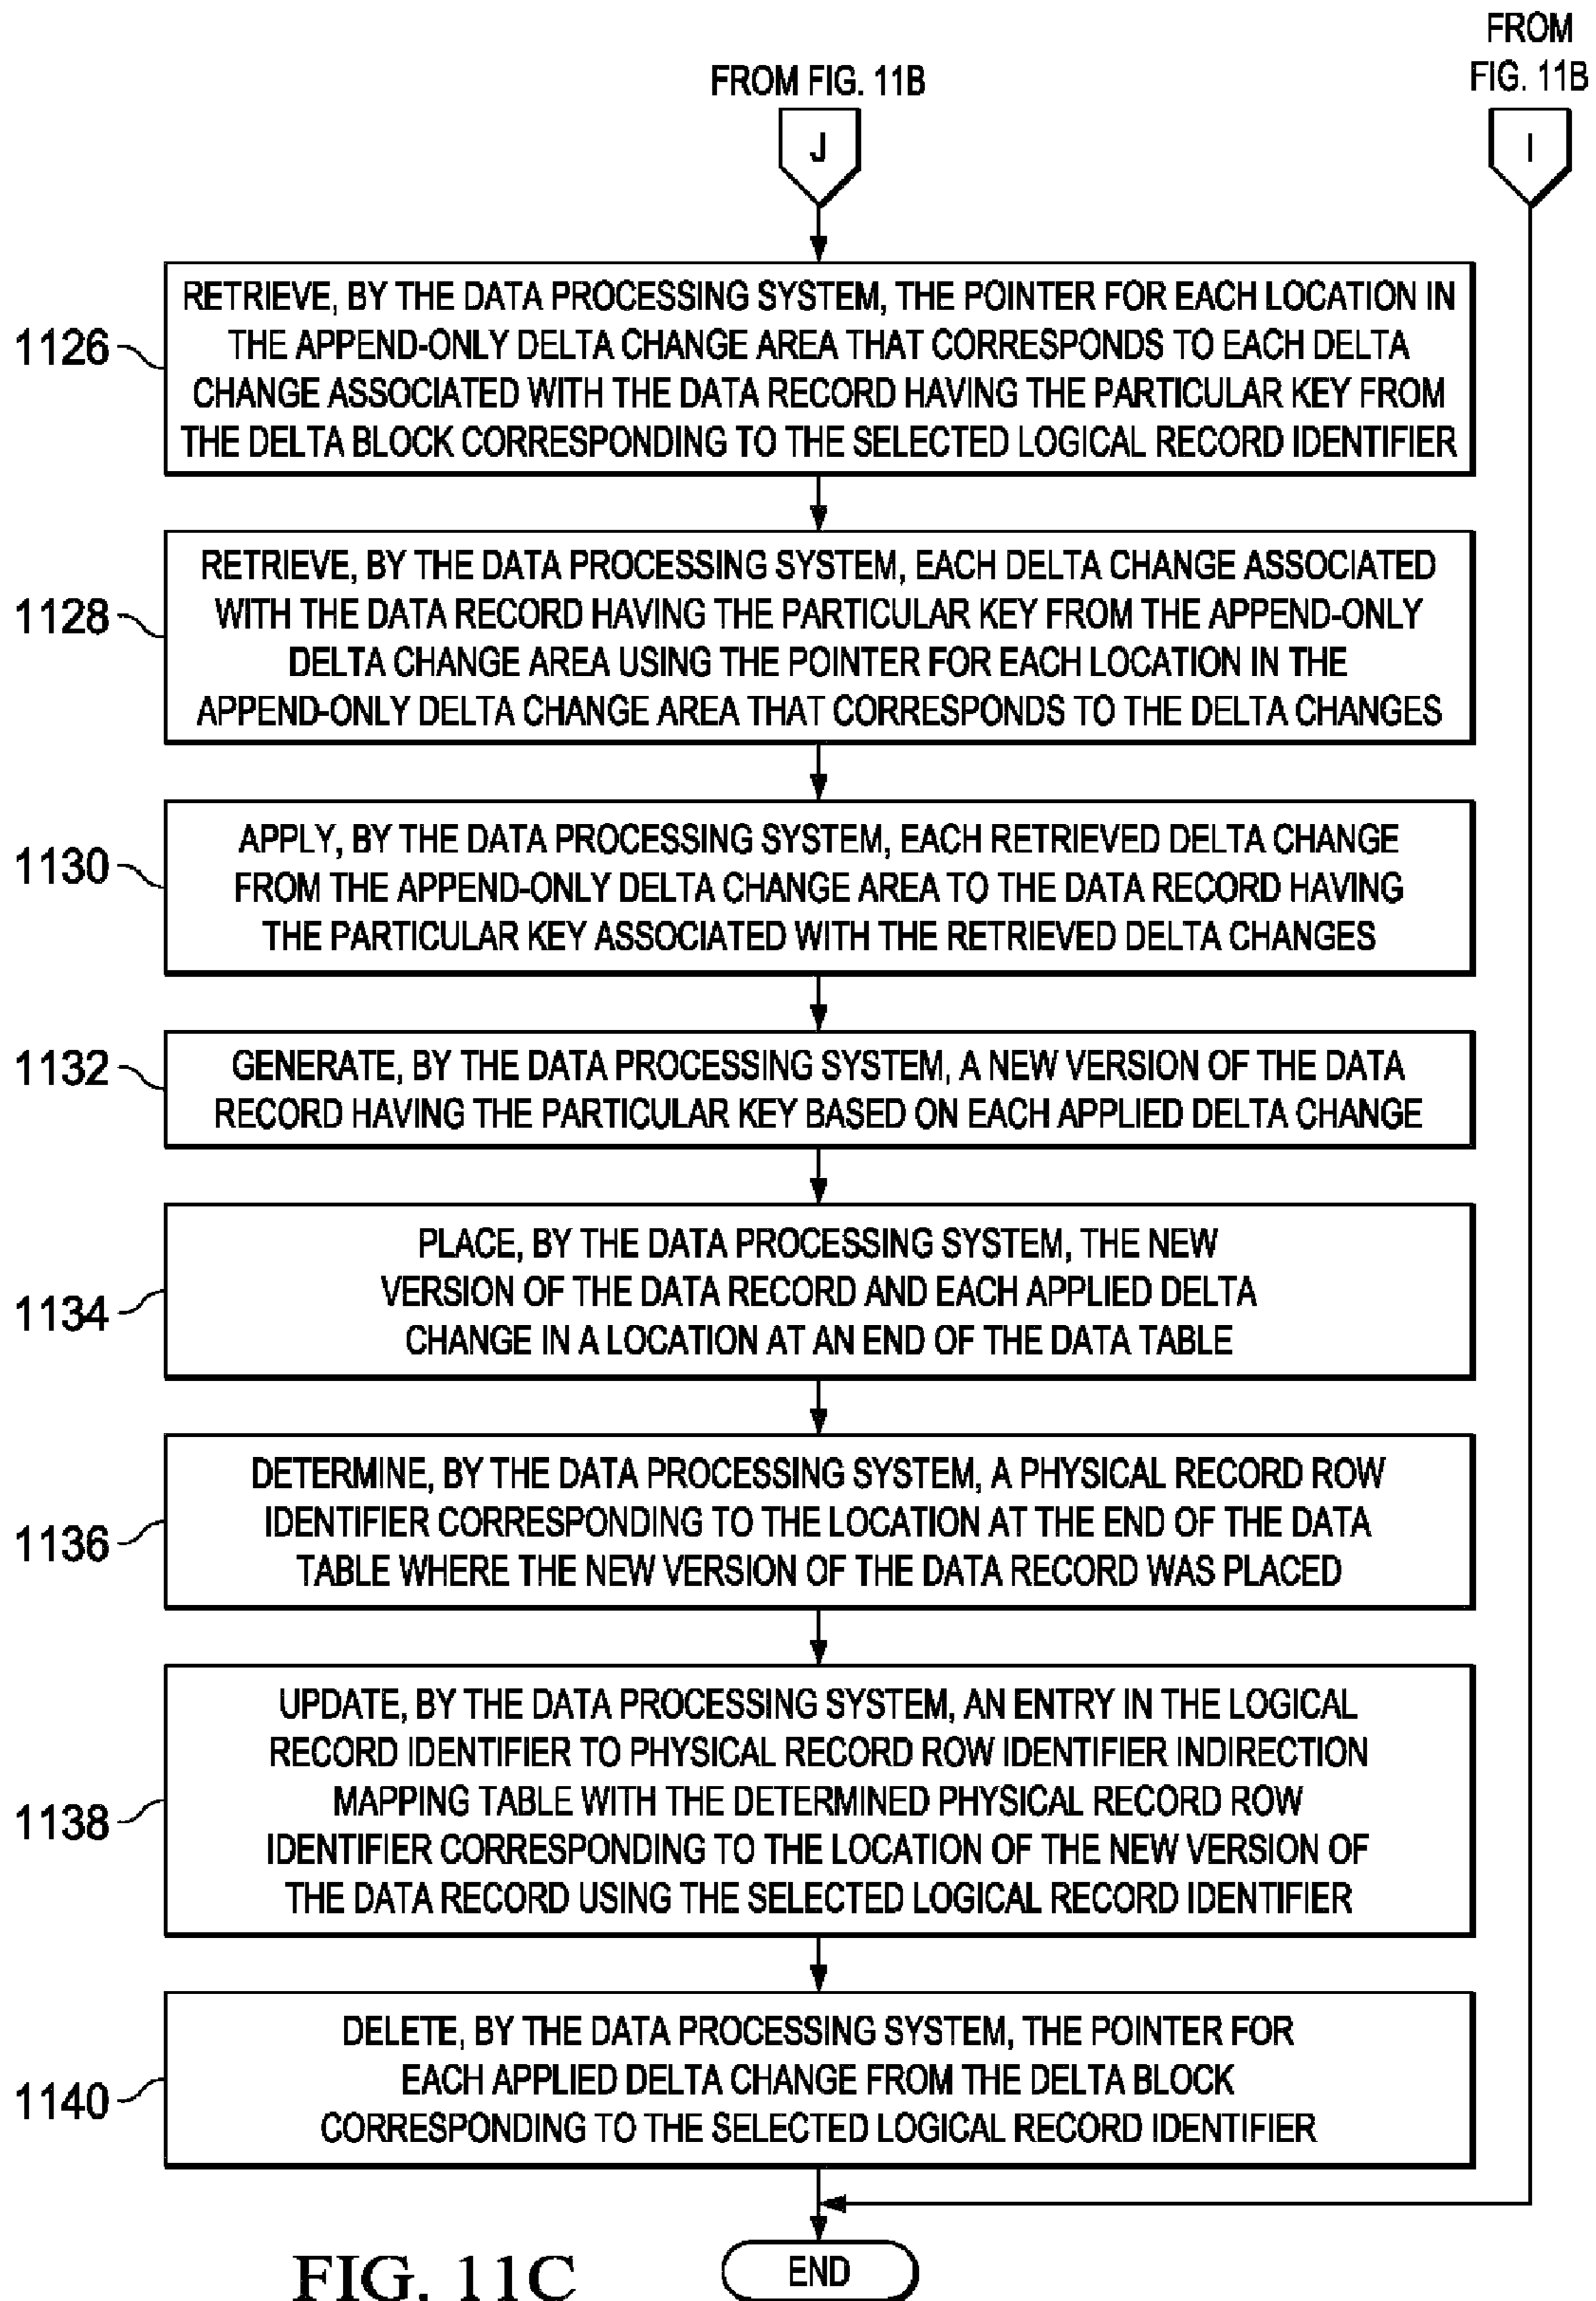 FROM
FIG. 11B
FROM FIG. 11B
J
I
1126
RETRIEVE, BY THE DATA PROCESSING SYSTEM, THE POINTER FOR EACH LOCATION IN
THE APPEND-ONLY DELTA CHANGE AREA THAT CORRESPONDS TO EACH DELTA
CHANGE ASSOCIATED WITH THE DATA RECORD HAVING THE PARTICULAR KEY FROM
THE DELTA BLOCK CORRESPONDING TO THE SELECTED LOGICAL RECORD IDENTIFIER
1128
RETRIEVE, BY THE DATA PROCESSING SYSTEM, EACH DELTA CHANGE ASSOCIATED
WITH THE DATA RECORD HAVING THE PARTICULAR KEY FROM THE APPEND-ONLY
DELTA CHANGE AREA USING THE POINTER FOR EACH LOCATION IN THE
APPEND-ONLY DELTA CHANGE AREA THAT CORRESPONDS TO THE DELTA CHANGES
1130
APPLY, BY THE DATA PROCESSING SYSTEM, EACH RETRIEVED DELTA CHANGE
FROM THE APPEND-ONLY DELTA CHANGE AREA TO THE DATA RECORD HAVING
THE PARTICULAR KEY ASSOCIATED WITH THE RETRIEVED DELTA CHANGES
1132
GENERATE, BY THE DATA PROCESSING SYSTEM, A NEW VERSION OF THE DATA
RECORD HAVING THE PARTICULAR KEY BASED ON EACH APPLIED DELTA CHANGE
1134
PLACE, BY THE DATA PROCESSING SYSTEM, THE NEW
VERSION OF THE DATA RECORD AND EACH APPLIED DELTA
CHANGE IN A LOCATION AT AN END OF THE DATA TABLE
1136
DETERMINE, BY THE DATA PROCESSING SYSTEM, A PHYSICAL RECORD ROW
IDENTIFIER CORRESPONDING TO THE LOCATION AT THE END OF THE DATA
TABLE WHERE THE NEW VERSION OF THE DATA RECORD WAS PLACED
1138
UPDATE, BY THE DATA PROCESSING SYSTEM, AN ENTRY IN THE LOGICAL
RECORD IDENTIFIER TO PHYSICAL RECORD ROW IDENTIFIER INDIRECTION
MAPPING TABLE WITH THE DETERMINED PHYSICAL RECORD ROW
IDENTIFIER CORRESPONDING TO THE LOCATION OF THE NEW VERSION OF
THE DATA RECORD USING THE SELECTED LOGICAL RECORD IDENTIFIER
1140
DELETE, BY THE DATA PROCESSING SYSTEM, THE POINTER FOR
EACH APPLIED DELTA CHANGE FROM THE DELTA BLOCK
CORRESPONDING TO THE SELECTED LOGICAL RECORD IDENTIFIER
END
FIG. 11C